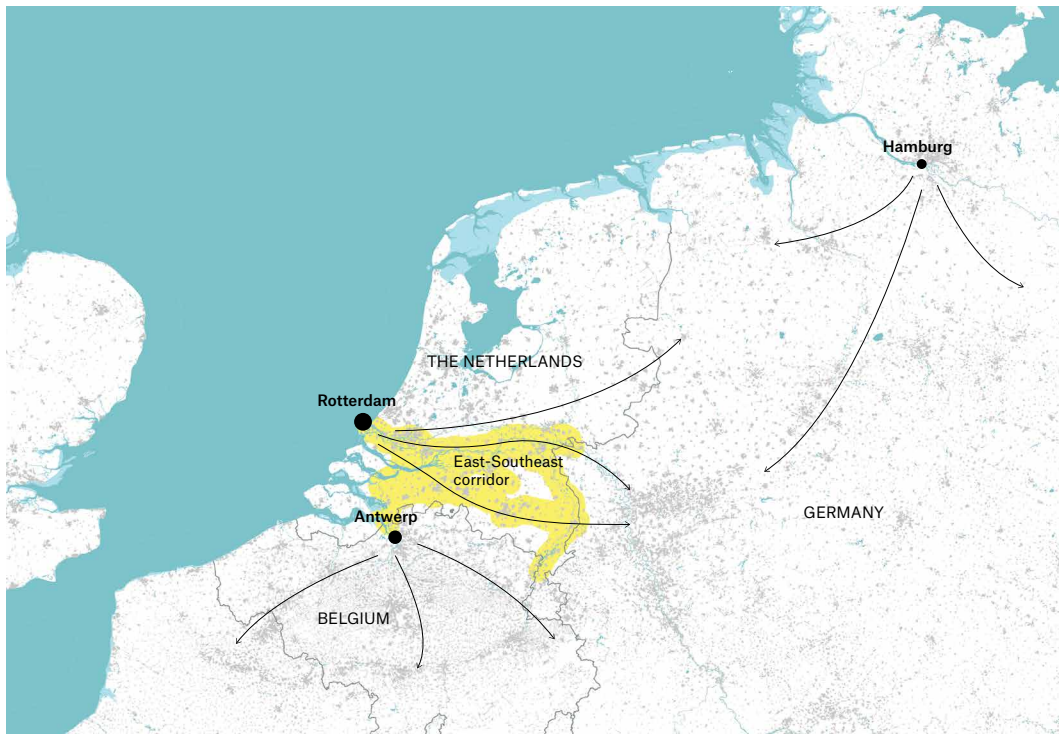 Hamburg
THE NETHERLANDS
Rotterdam
East-Southeast
corridor
GERMANY
Antwerp
BELGIUM